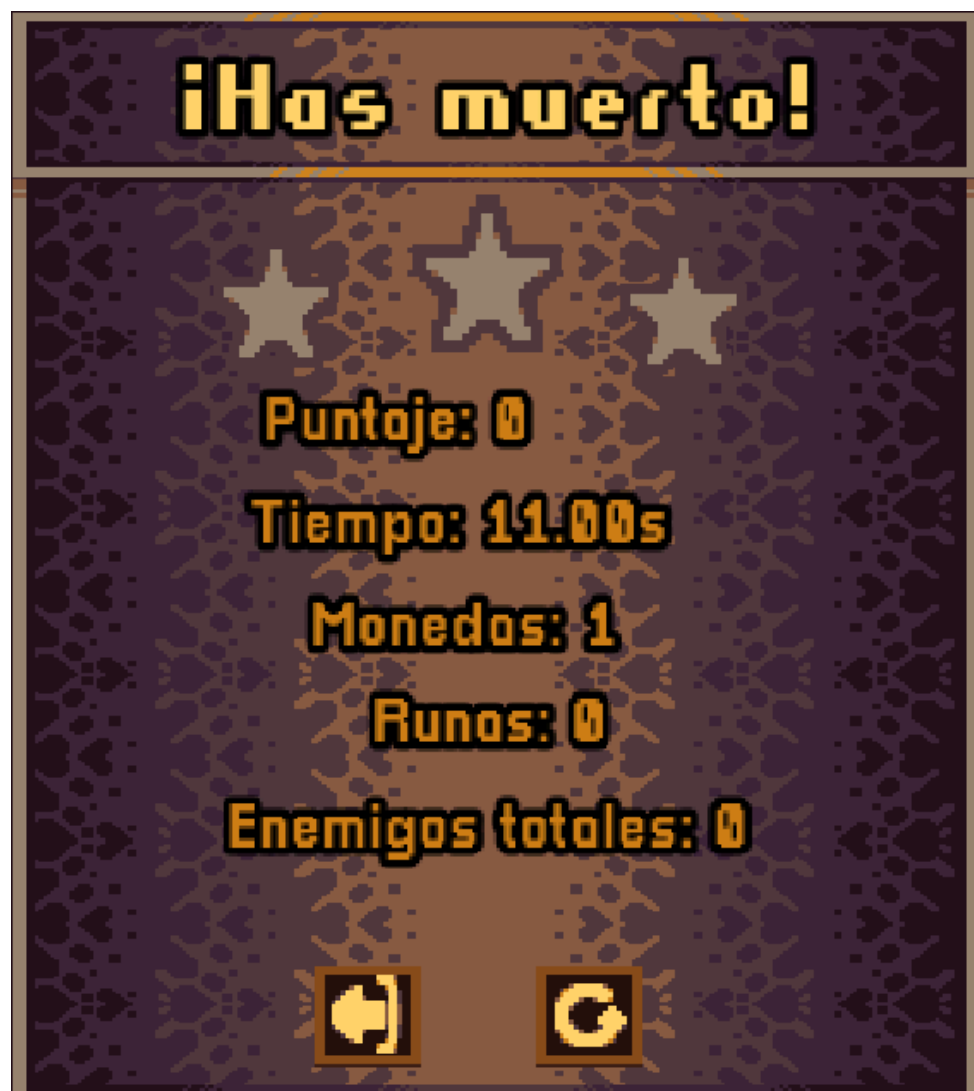 ¡Has muerto!
Puntaje: 0
Tiempo: 11.00s
Monedas: 1
Runas: 0
Enemigos totales: 0